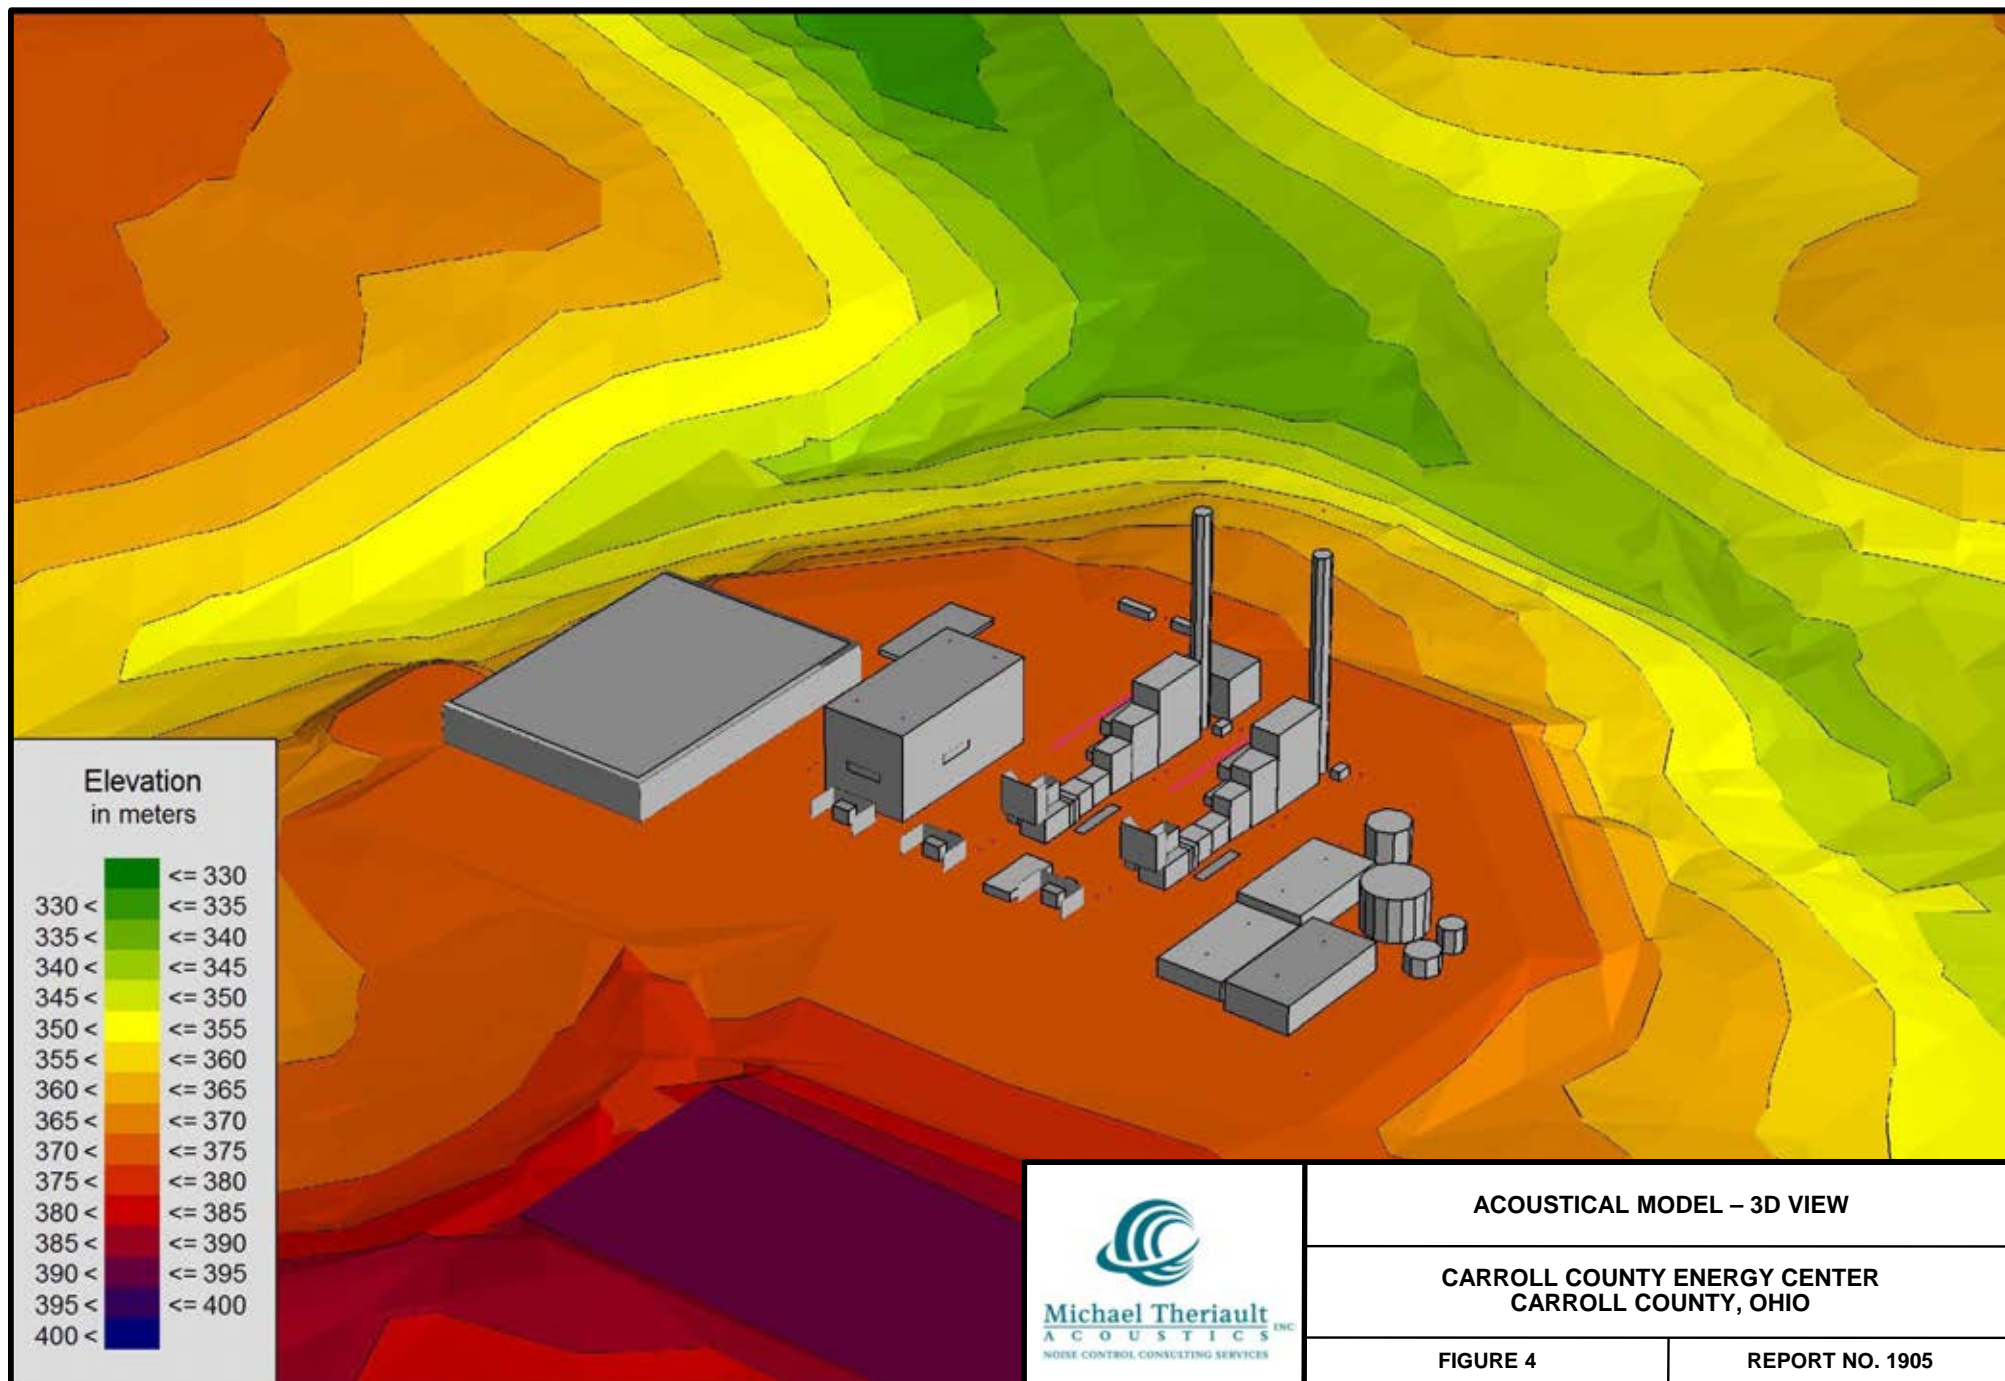 Elevation
in meters
<= 330
330 < <= 335
335 < <= 340
340 < <= 345
345 < <= 350
350 < <= 355
355 < <= 360
360 < <= 365
365 < <= 370
370 < <= 375
375 < <= 380
380 < <= 385
385 < <= 390
390 < <= 395
395 < <= 400
400 <
Michael Theriault
ACOUSTICS INC
NOISE CONTROL CONSULTING SERVICES
ACOUSTICAL MODEL – 3D VIEW
CARROLL COUNTY ENERGY CENTER
CARROLL COUNTY, OHIO
FIGURE 4
REPORT NO. 1905